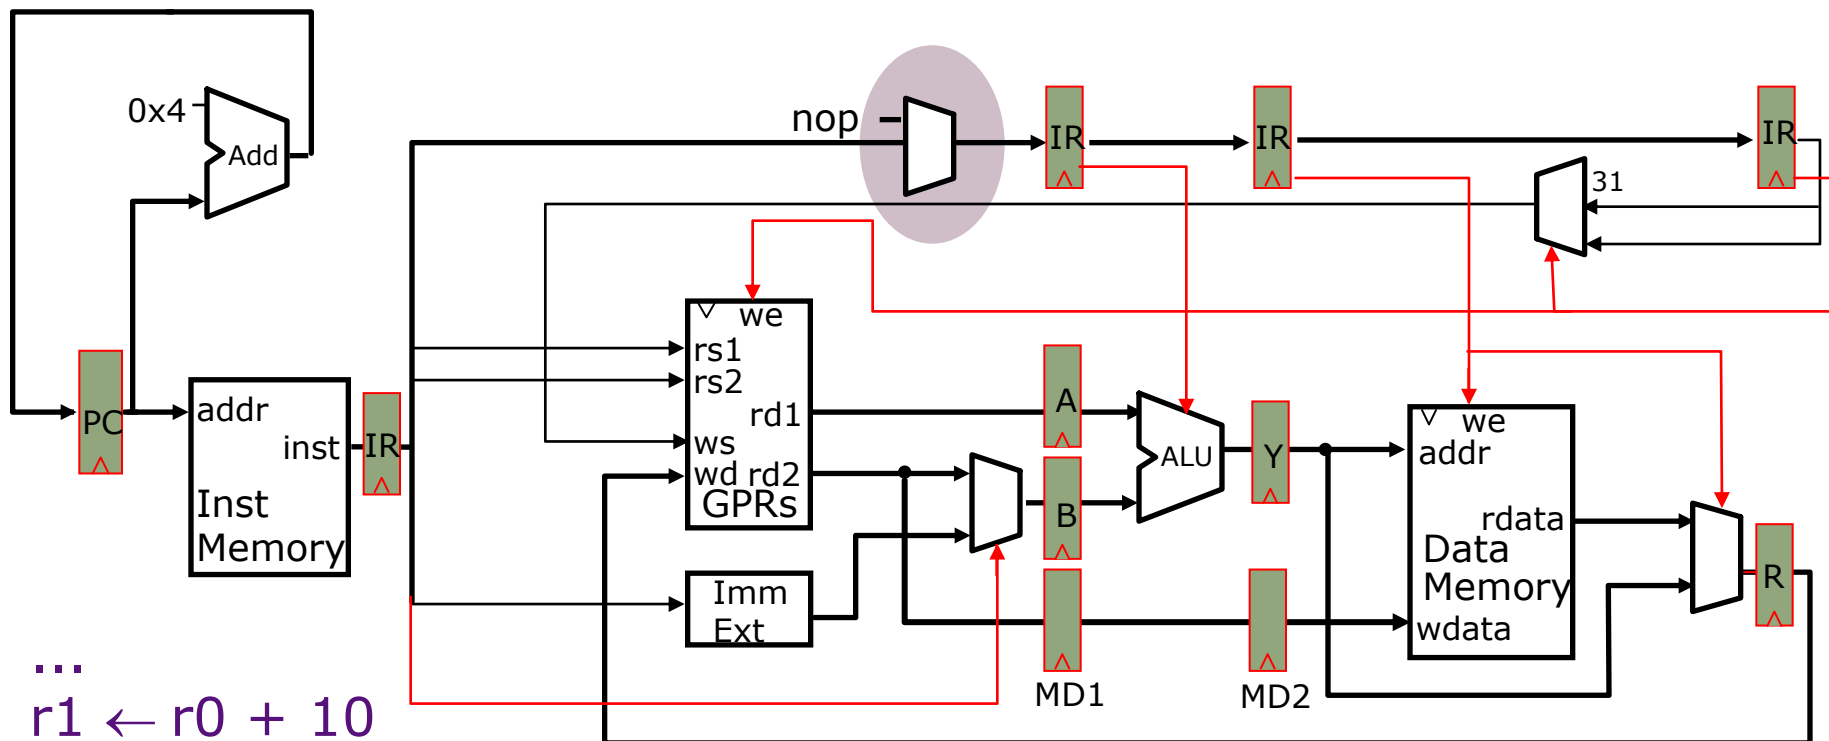 0x4
Add
nop
IR
IR
IR
31
we
rs1
rs2
rd1
ws
wd rd2
GPRs
PC
addr
inst
Inst
Memory
IR
A
B
ALU
Y
we
addr
rdata
Data
Memory
wdata
R
Imm
Ext
MD1
MD2
...
r1 ← r0 + 10